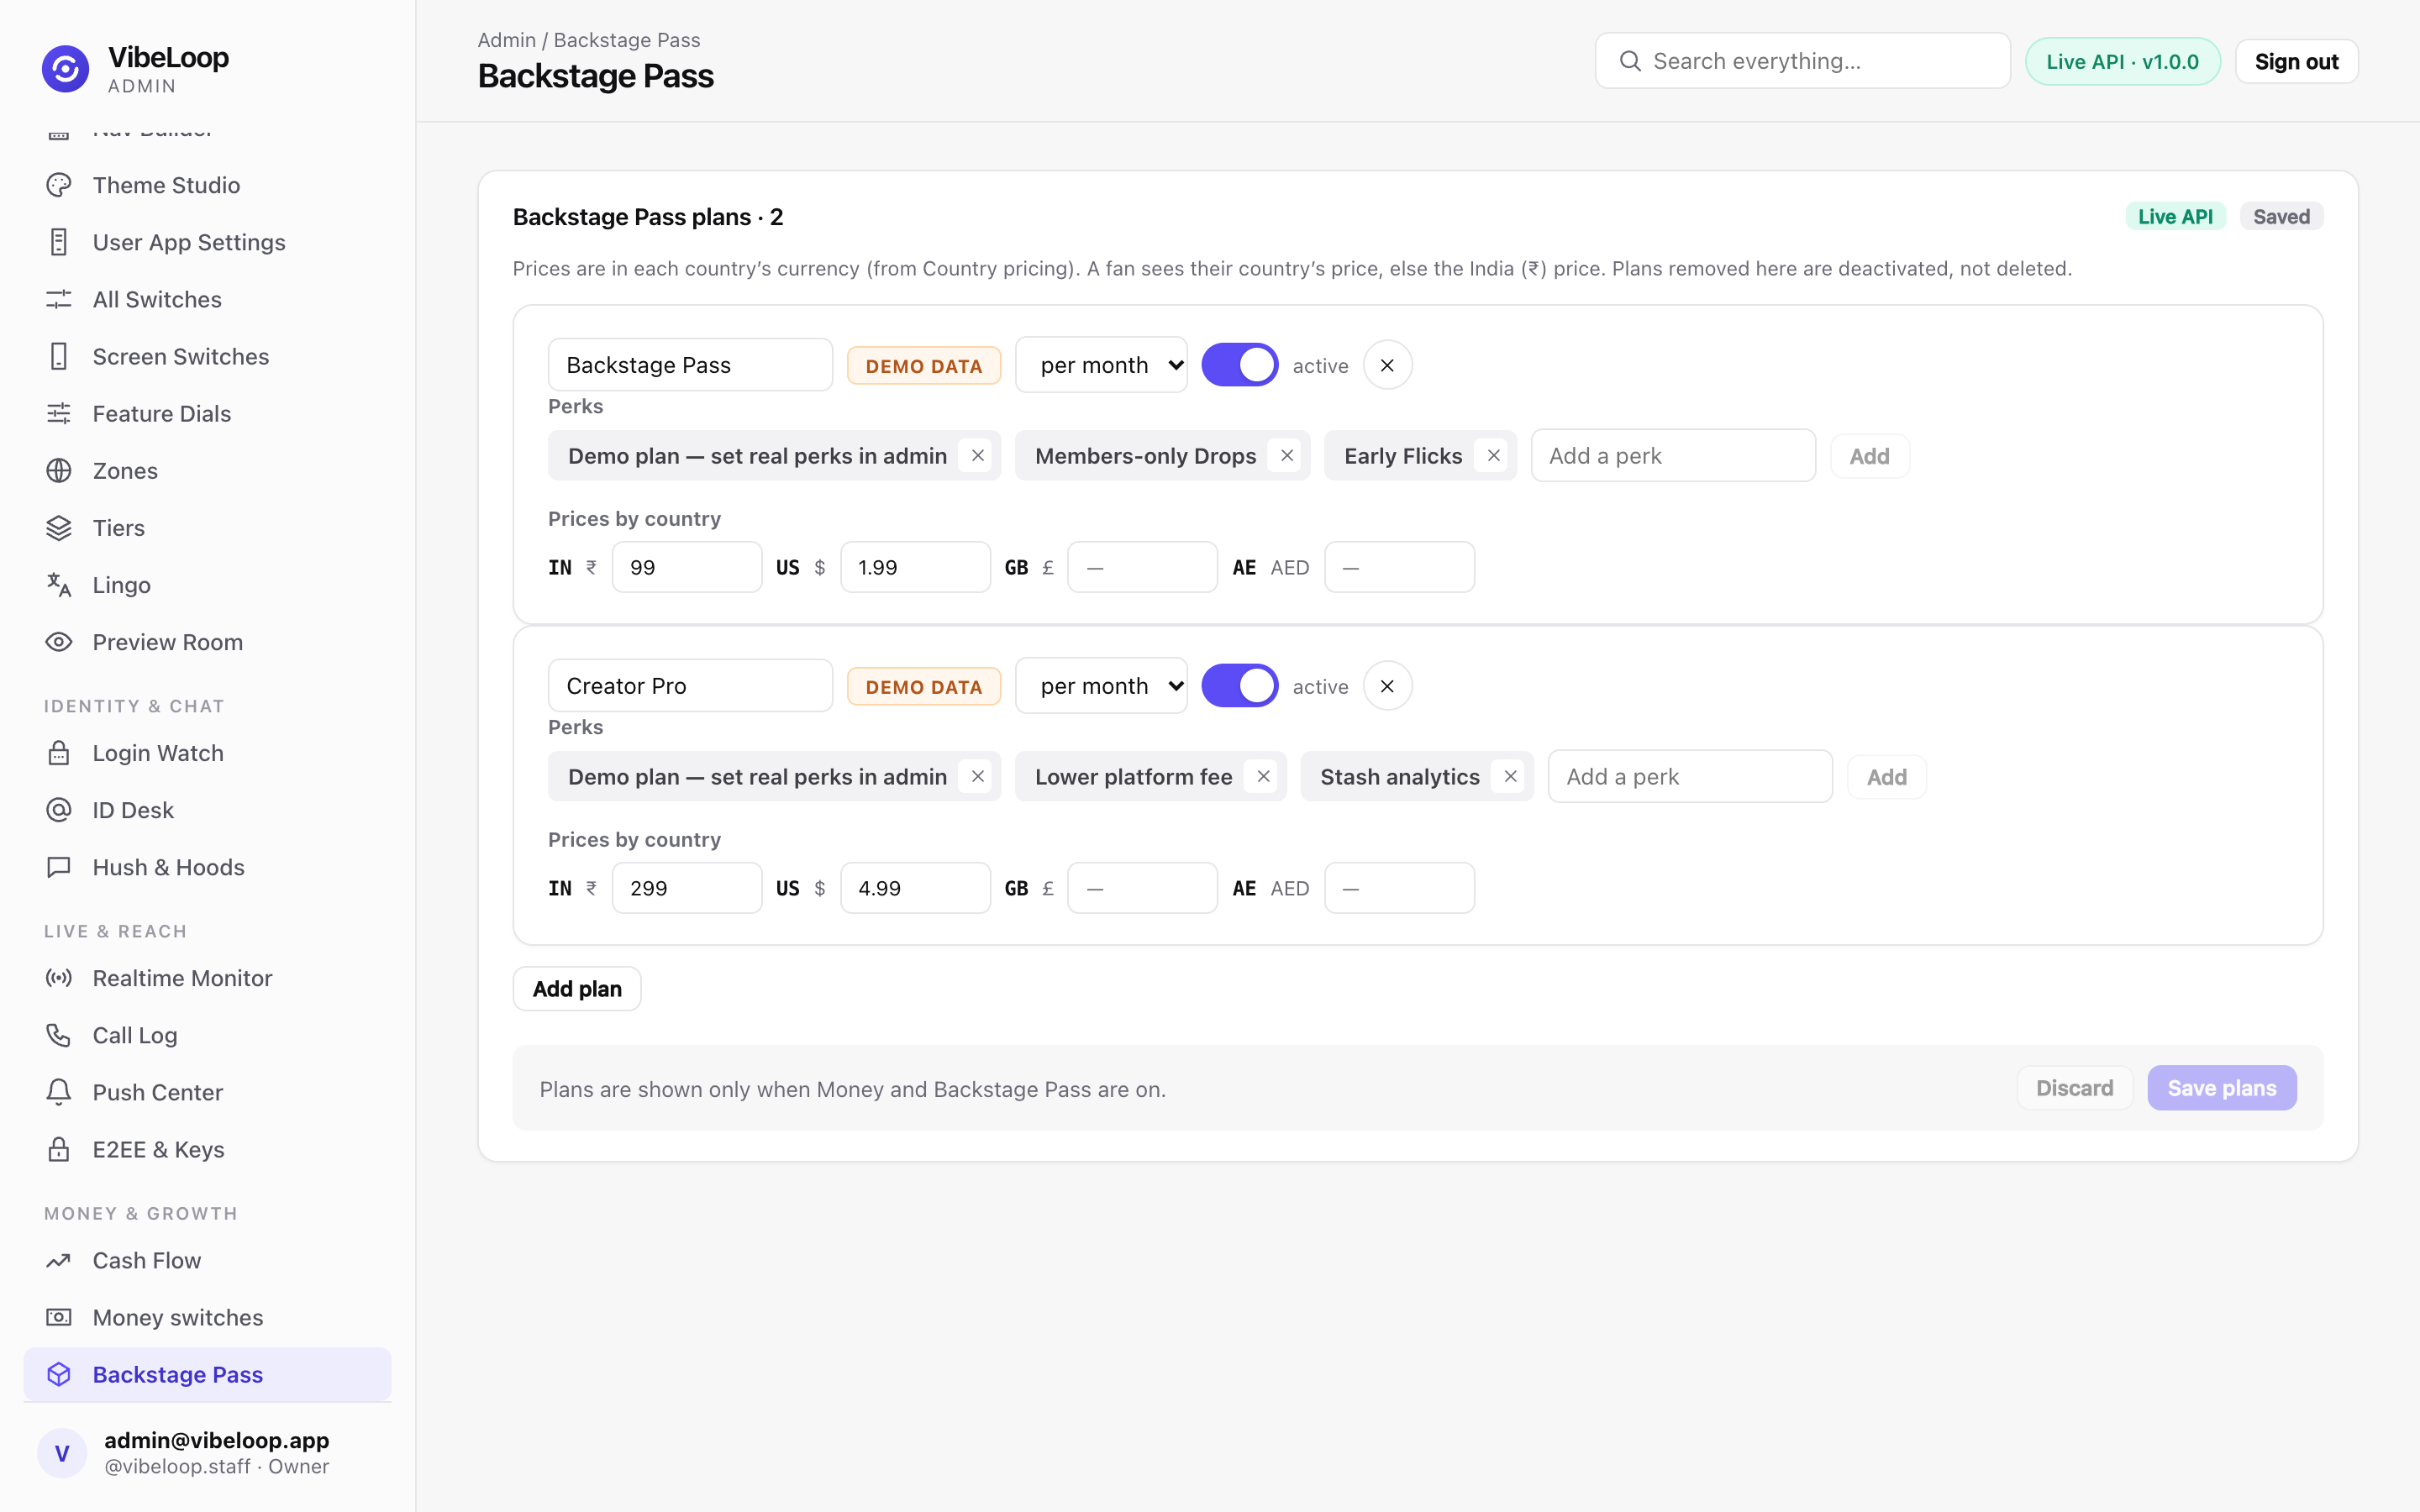 VibeLoop
ADMIN
Nav Builder
Theme Studio
User App Settings
All Switches
Screen Switches
Feature Dials
Zones
Tiers
Lingo
Preview Room
IDENTITY & CHAT
Login Watch
ID Desk
Hush & Hoods
LIVE & REACH
Realtime Monitor
Call Log
Push Center
E2EE & Keys
MONEY & GROWTH
Cash Flow
Money switches
Backstage Pass
V
admin@vibeloop.app
@vibeloop.staff · Owner
Admin / Backstage Pass
Backstage Pass
Search everything...
Live API · v1.0.0
Sign out
Backstage Pass plans · 2
Live API Saved
Prices are in each country’s currency (from Country pricing). A fan sees their country’s price, else the India (₹) price. Plans removed here are deactivated, not deleted.
Backstage Pass DEMO DATA per month active ×
Perks
Demo plan — set real perks in admin × Members-only Drops × Early Flicks × Add a perk Add
Prices by country
IN ₹ 99 US $ 1.99 GB £ — AE AED —
Creator Pro DEMO DATA per month active ×
Perks
Demo plan — set real perks in admin × Lower platform fee × Stash analytics × Add a perk Add
Prices by country
IN ₹ 299 US $ 4.99 GB £ — AE AED —
Add plan
Plans are shown only when Money and Backstage Pass are on.
Discard Save plans